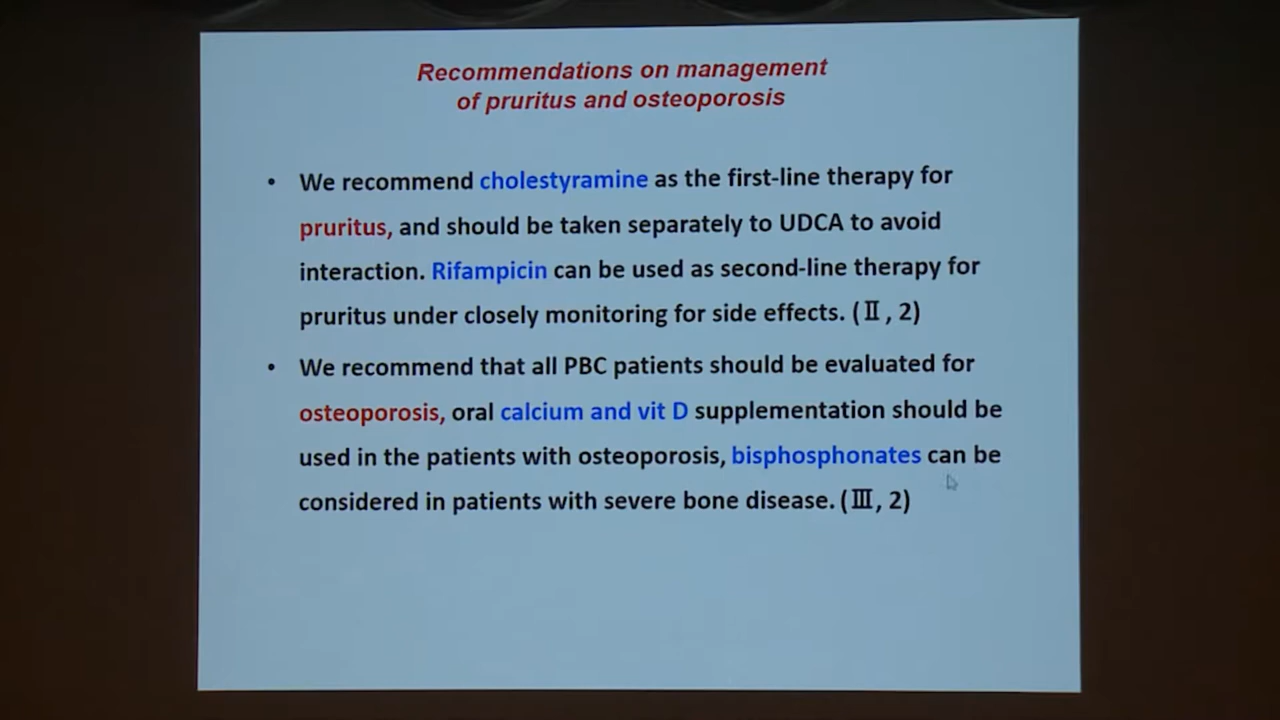 Recommendations on management
of pruritus and osteoporosis
• We recommend cholestyramine as the first-line therapy for
pruritus, and should be taken separately to UDCA to avoid
interaction. Rifampicin can be used as second-line therapy for
pruritus under closely monitoring for side effects. (Ⅱ, 2)
• We recommend that all PBC patients should be evaluated for
osteoporosis, oral calcium and vit D supplementation should be
used in the patients with osteoporosis, bisphosphonates can be
considered in patients with severe bone disease. (Ⅲ, 2)